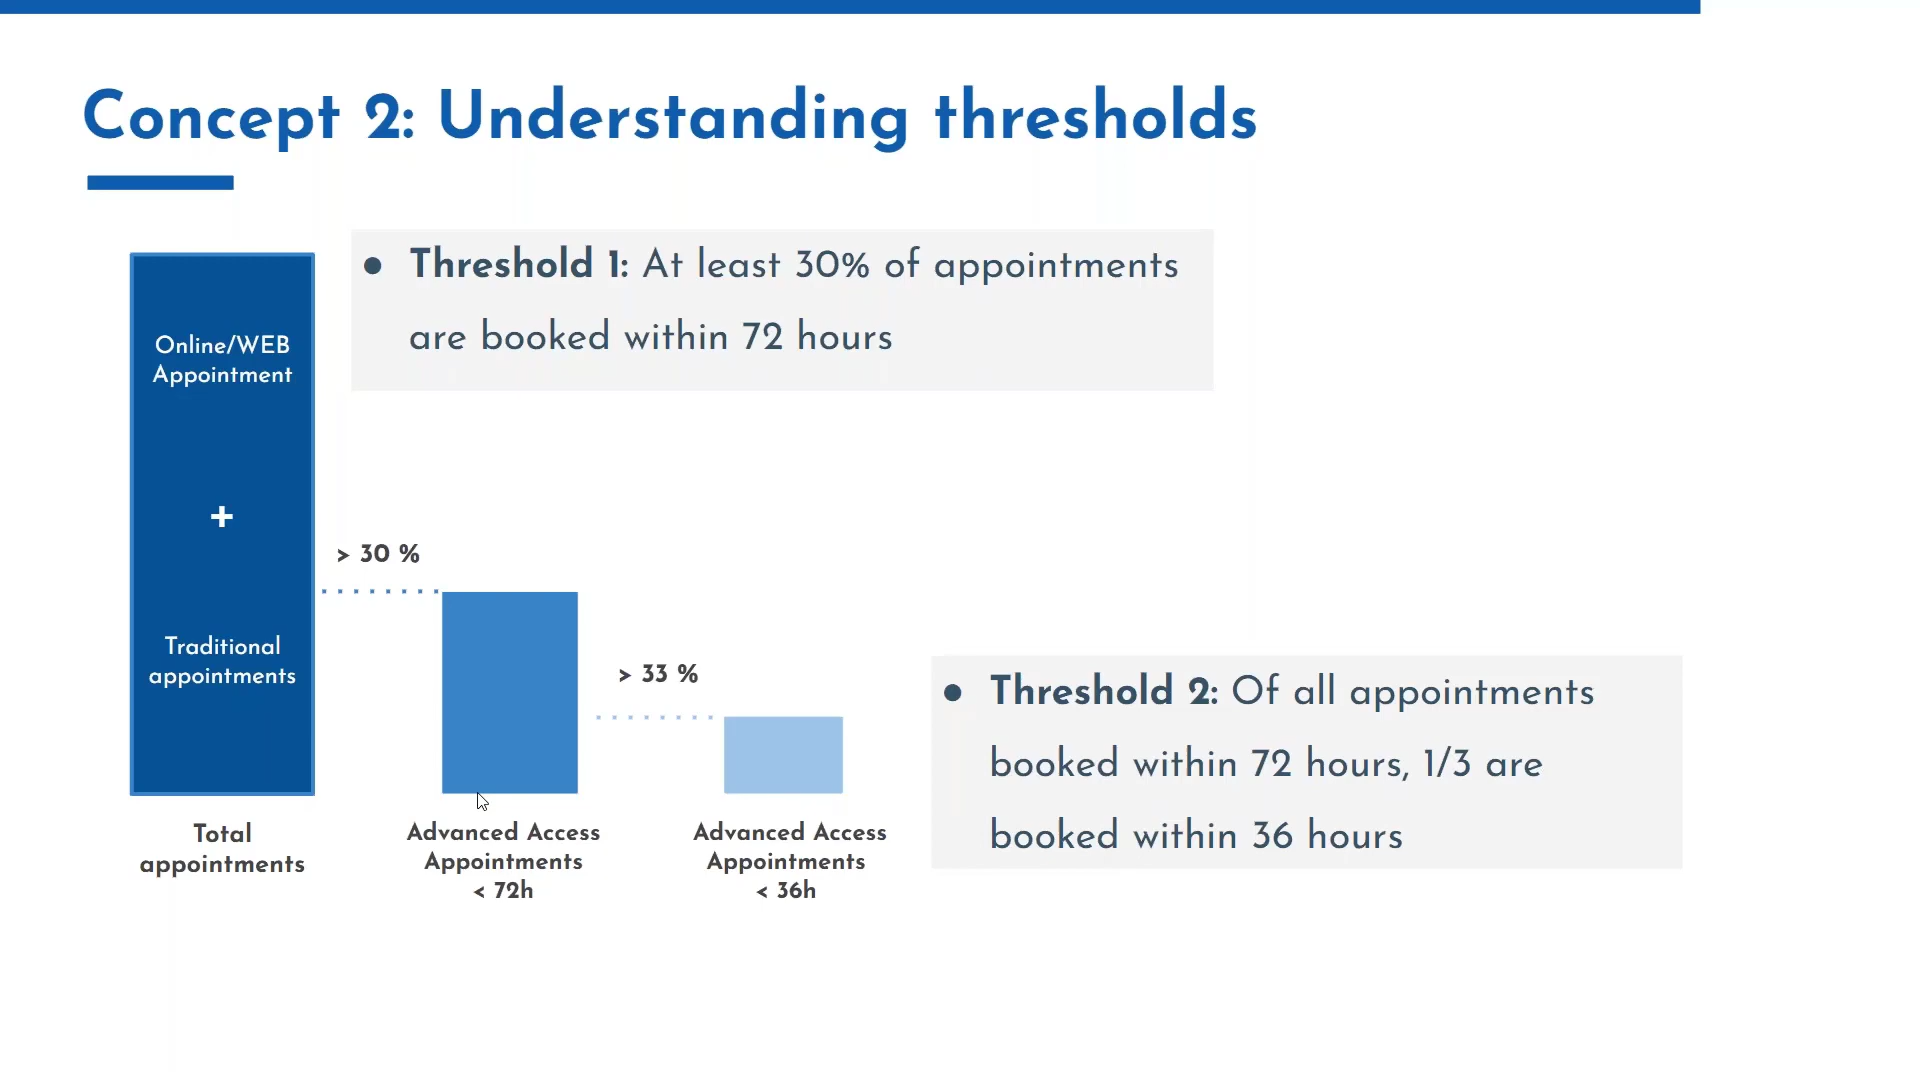 Concept 2: Understanding thresholds
● Threshold 1: At least 30% of appointments
are booked within 72 hours
Online/WEB
Appointment
+
> 30 %
Traditional
appointments
> 33 %
● Threshold 2: Of all appointments
booked within 72 hours, 1/3 are
booked within 36 hours
Total
appointments
Advanced Access
Appointments
< 72h
Advanced Access
Appointments
< 36h